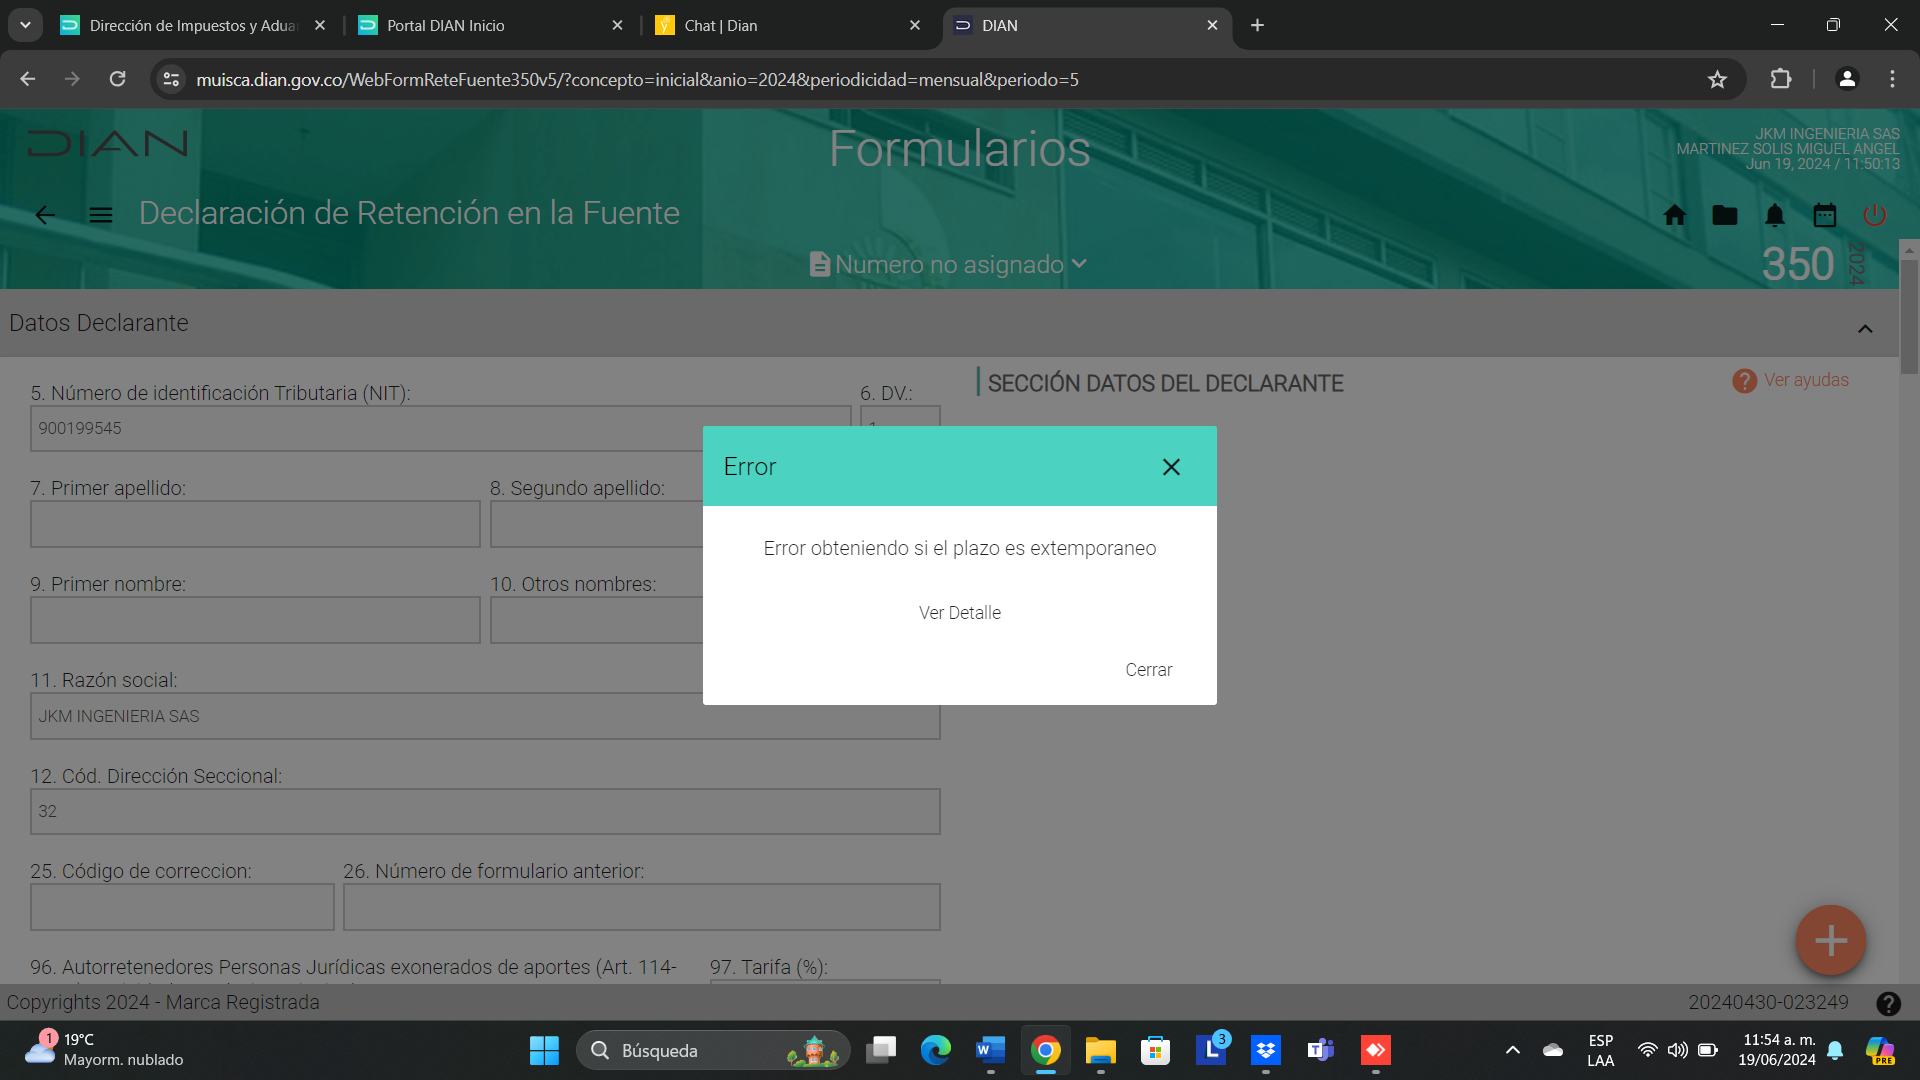 Dirección de Impuestos y Adua
Portal DIAN Inicio
Chat | Dian
DIAN
muisca.dian.gov.co/WebFormReteFuente350v5/?concepto=inicial&anio=2024&periodicidad=mensual&periodo=5
DIAN
Formularios
JKM INGENIERIA SAS
MARTINEZ SOLIS MIGUEL ANGEL
Jun 19, 2024 / 11:50:13
Declaración de Retención en la Fuente
Numero no asignado
350
2024
Datos Declarante
5. Número de identificación Tributaria (NIT):
6. DV.:
900199545
SECCIÓN DATOS DEL DECLARANTE
? Ver ayudas
7. Primer apellido:
8. Segundo apellido:
9. Primer nombre:
10. Otros nombres:
Error
Error obteniendo si el plazo es extemporaneo
Ver Detalle
Cerrar
11. Razón social:
JKM INGENIERIA SAS
12. Cód. Dirección Seccional:
32
25. Código de correccion:
26. Número de formulario anterior:
96. Autorretenedores Personas Jurídicas exonerados de aportes (Art. 114-
97. Tarifa (%):
Copyrights 2024 - Marca Registrada
20240430-023249
1
19°C
Mayorm. nublado
Búsqueda
3
ESP
LAA
11:54 a. m.
19/06/2024
PRE